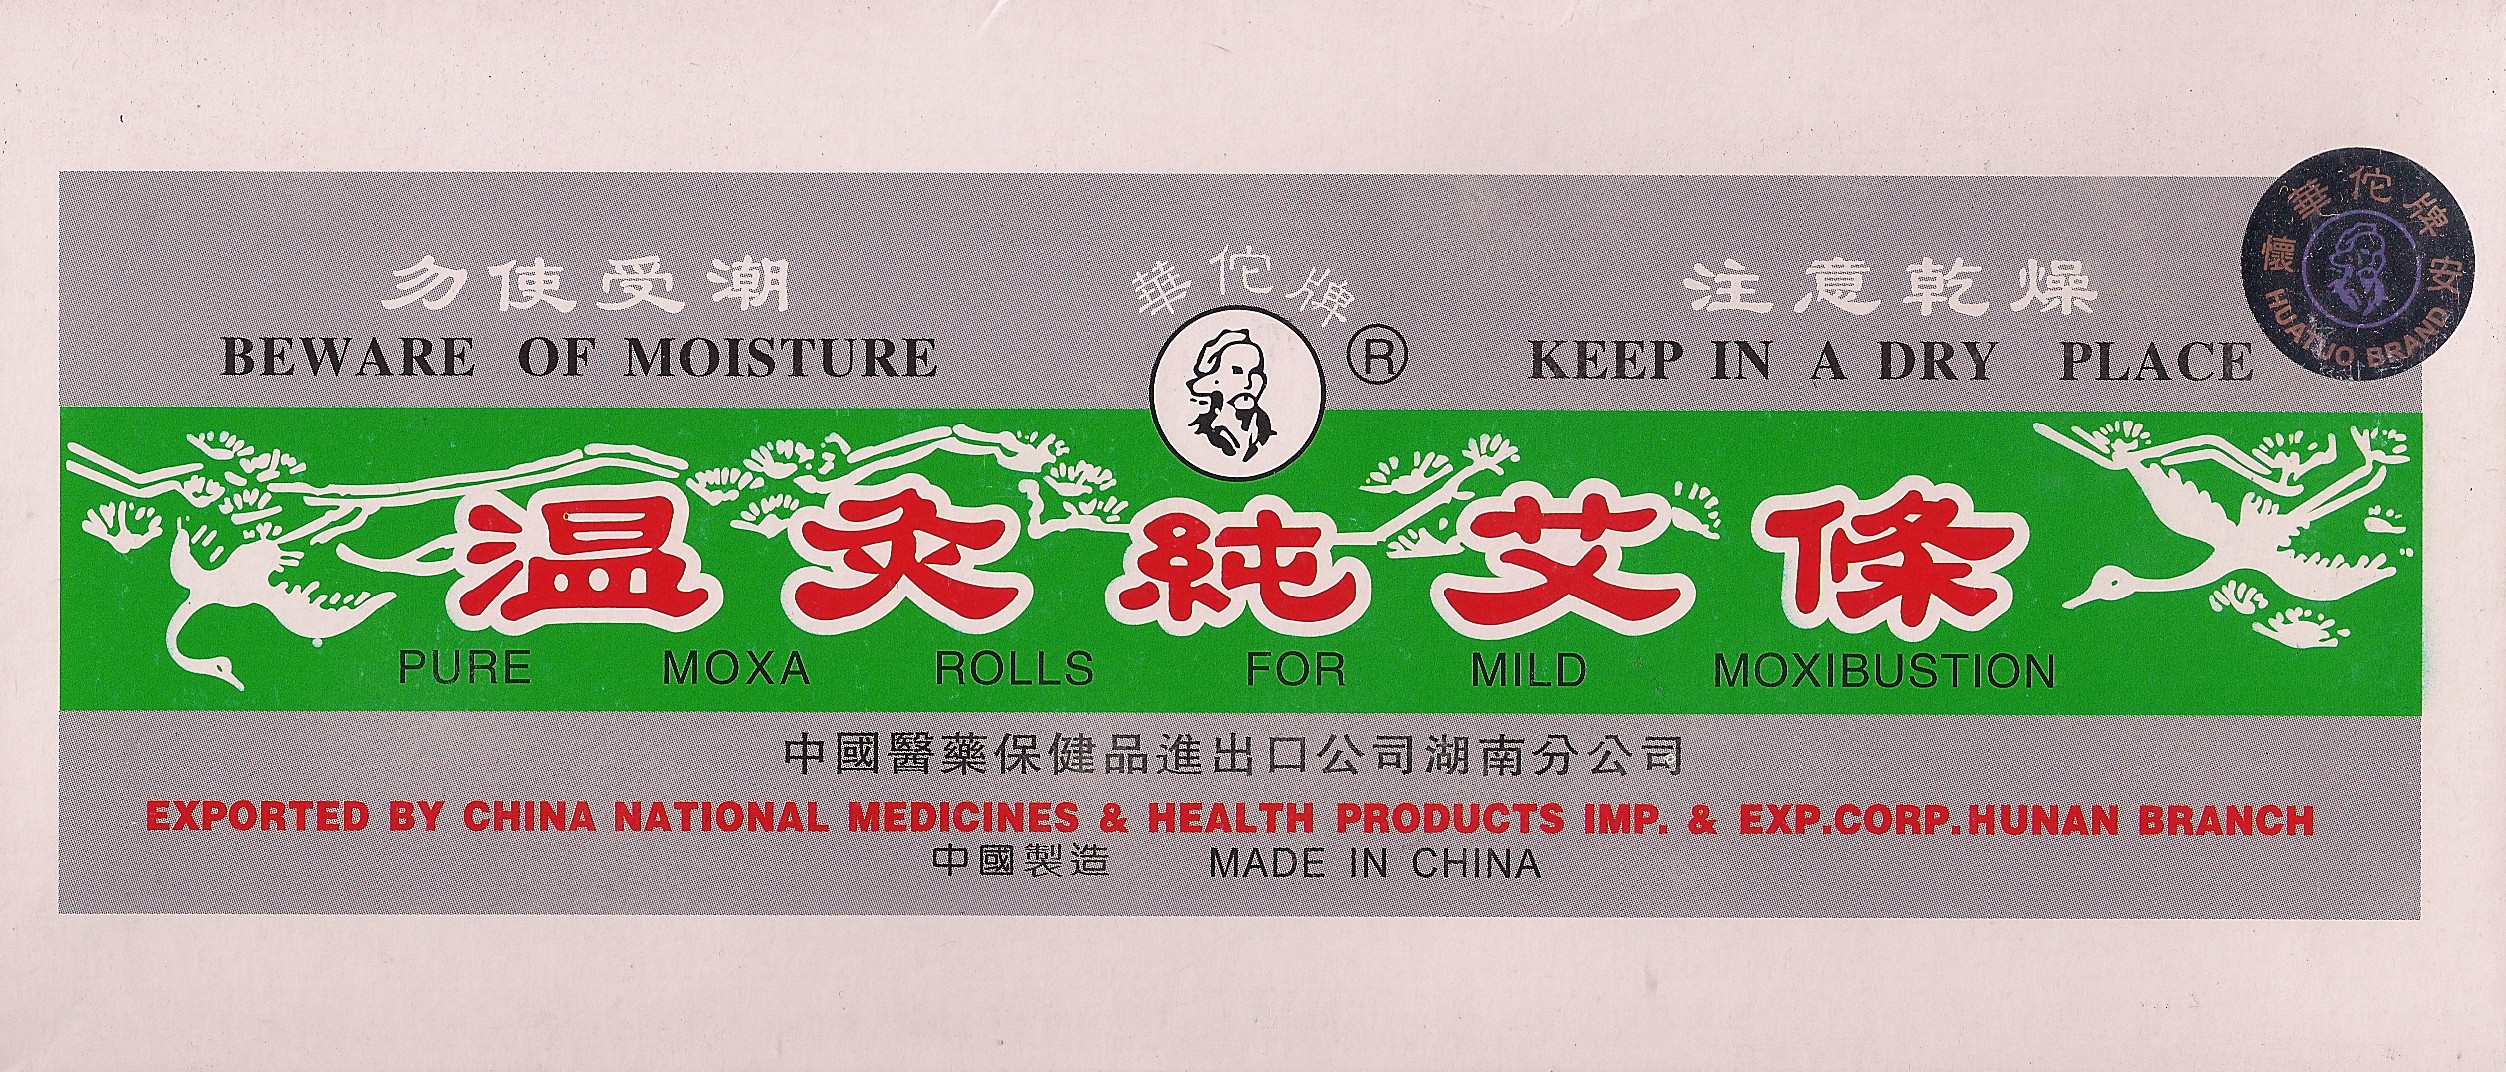 勿使受潮
華佗牌
注意乾燥
BEWARE OF MOISTURE
®
KEEP IN A DRY PLACE
華佗牌
懷
安
HUATUO BRAND
温灸純艾條
PURE MOXA ROLLS FOR MILD MOXIBUSTION
中國醫藥保健品進出口公司湖南分公司
EXPORTED BY CHINA NATIONAL MEDICINES & HEALTH PRODUCTS IMP. & EXP.CORP.HUNAN BRANCH
中國製造 MADE IN CHINA